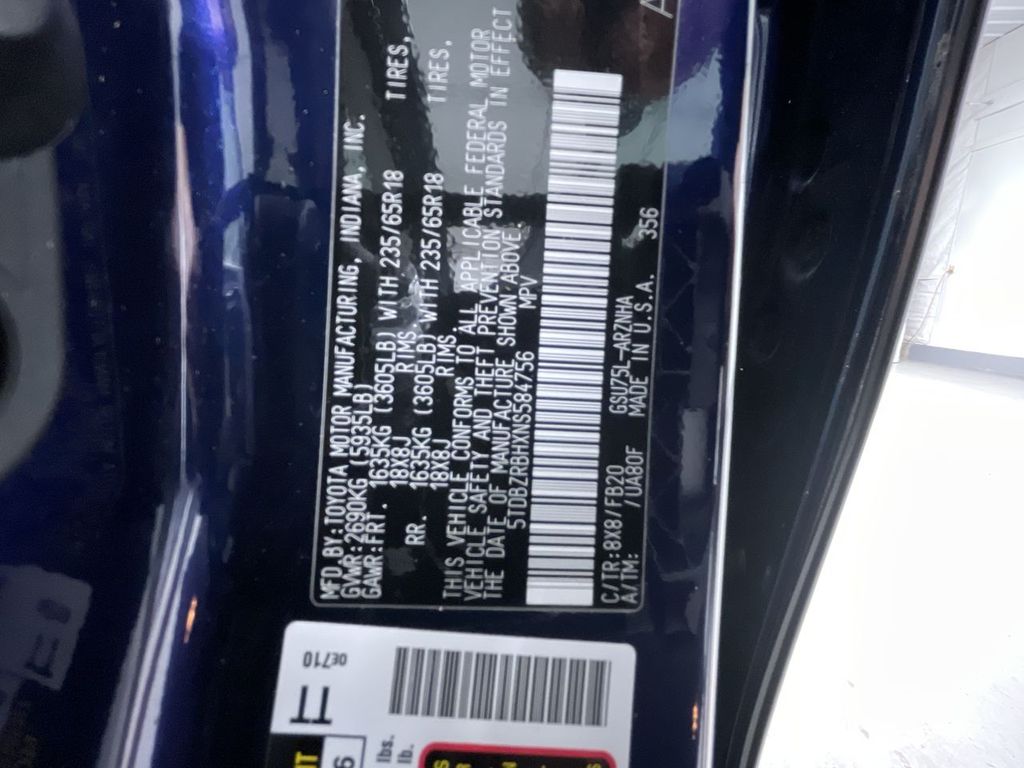 MFD.BY:TOYOTA MOTOR MANUFACTURING, INDIANA, INC.
GVWR:2690KG(5935LB)
GAWR:FRT. 1635KG (3605LB) WITH 235/65R18 TIRES,
18X8J RIMS.
RR. 1635KG (3605LB) WITH 235/65R18 TIRES,
18X8J RIMS.
THIS VEHICLE CONFORMS TO ALL APPLICABLE FEDERAL MOTOR
VEHICLE SAFETY AND THEFT PREVENTION STANDARDS IN EFFECT
THE DATE OF MANUFACTURE SHOWN ABOVE.
5TDBZRBHXNS584756 MPV
C/TR:8X8/FB20 GSU75L-ARZNHA
A/TM: /UA80F MADE IN U.S.A. 356
0E710
TT
lbs.
lb.